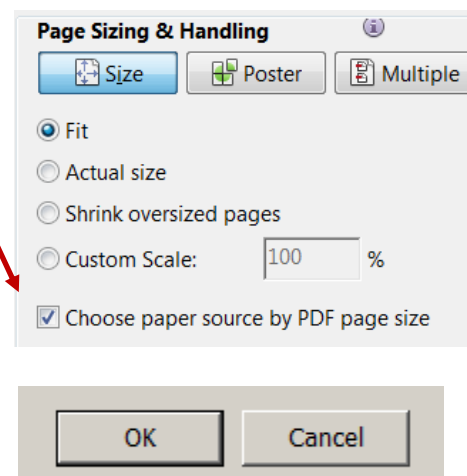 Page Sizing & Handling
Size Poster Multiple
Fit
Actual size
Shrink oversized pages
Custom Scale: 100 %
Choose paper source by PDF page size
OK Cancel